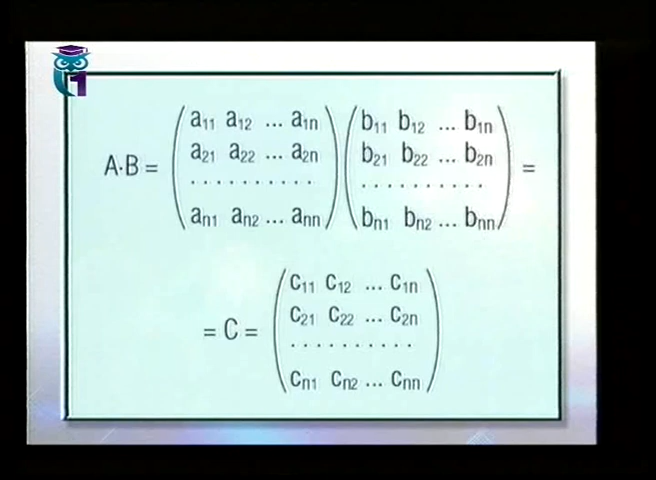 1
A·B = (a₁₁ a₁₂ ... a₁ₙ) (b₁₁ b₁₂ ... b₁ₙ) =
(a₂₁ a₂₂ ... a₂ₙ) (b₂₁ b₂₂ ... b₂ₙ)
. . . . . . . . . . . . . . . . . . . .
(aₙ₁ aₙ₂ ... aₙₙ) (bₙ₁ bₙ₂ ... bₙₙ)
= C = (c₁₁ c₁₂ ... c₁ₙ)
(c₂₁ c₂₂ ... c₂ₙ)
. . . . . . . . . .
(cₙ₁ cₙ₂ ... cₙₙ)